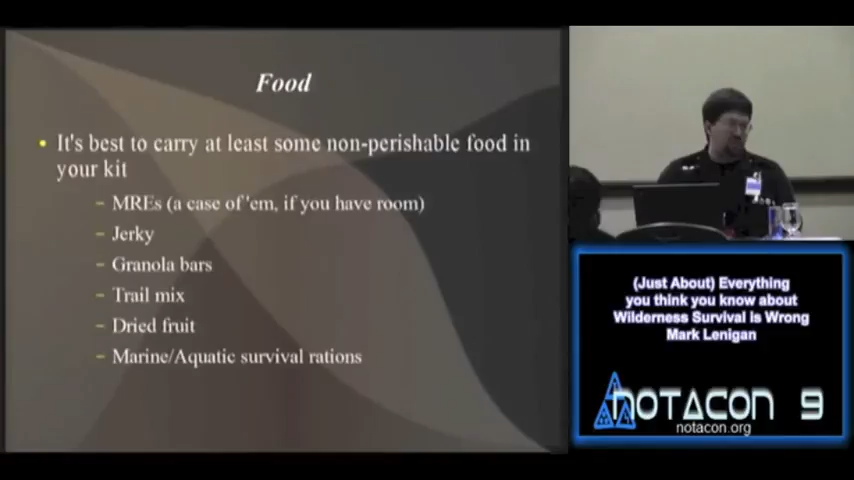 Food
It's best to carry at least some non-perishable food in
your kit
MREs (a case of 'em, if you have room)
Jerky
Granola bars
Trail mix
Dried fruit
Marine/Aquatic survival rations
(Just About) Everything
you think you know about
Wilderness Survival is Wrong
Mark Lenigan
NOTACON 9
notacon.org